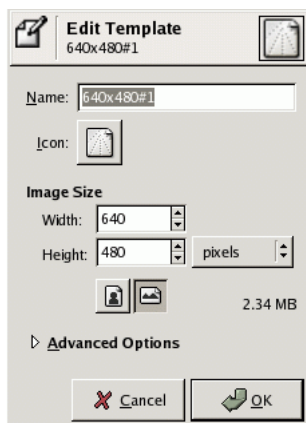 Edit Template
640x480#1
Name: 640x480#1
Icon:
Image Size
Width: 640
Height: 480 pixels
2.34 MB
Advanced Options
Cancel OK